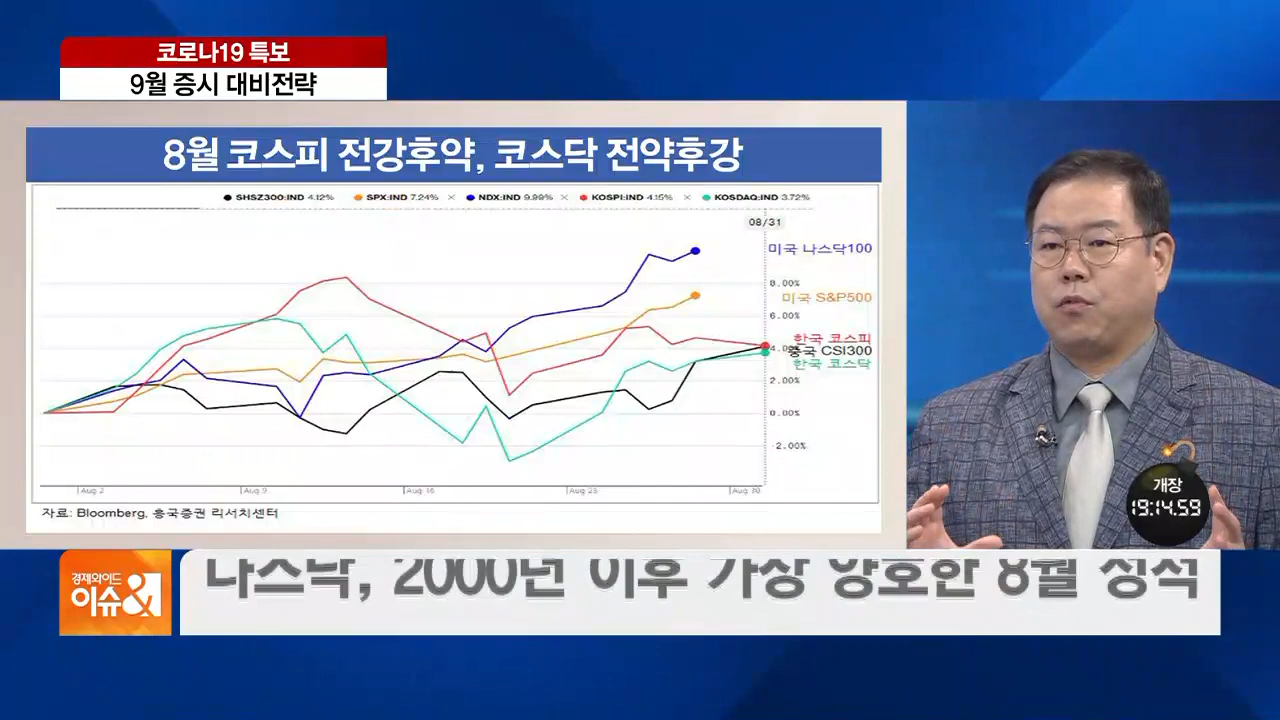 코로나19 특보
9월 증시 대비전략
8월 코스피 전강후약, 코스닥 전약후강
SHSZ300:IND 4.12% SPX:IND 7.24% × NDX:IND 9.99% × KOSPI:IND 4.15% × KOSDAQ:IND 3.72%
08/31
미국 나스닥100
8.00%
미국 S&P500
6.00%
한국 코스피
4.00%
중국 CSI300
한국 코스닥
2.00%
0.00%
-2.00%
Aug 2 Aug 9 Aug 16 Aug 23 Aug 30
자료: Bloomberg, 흥국증권 리서치센터
개장
19:14.59
경제와이드
이슈&
나스닥, 2000년 이후 가장 양호한 8월 성적